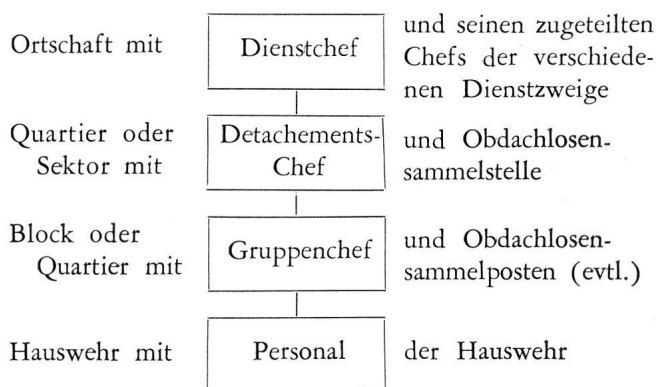 Ortschaft mit
Dienstchef
und seinen zugeteilten
Chefs der verschiede-
nen Dienstzweige
Quartier oder
Sektor mit
Detachements-
Chef
und Obdachlosen-
sammelstelle
Block oder
Quartier mit
Gruppenchef
und Obdachlosen-
sammelposten (evtl.)
Hauswehr mit
Personal
der Hauswehr